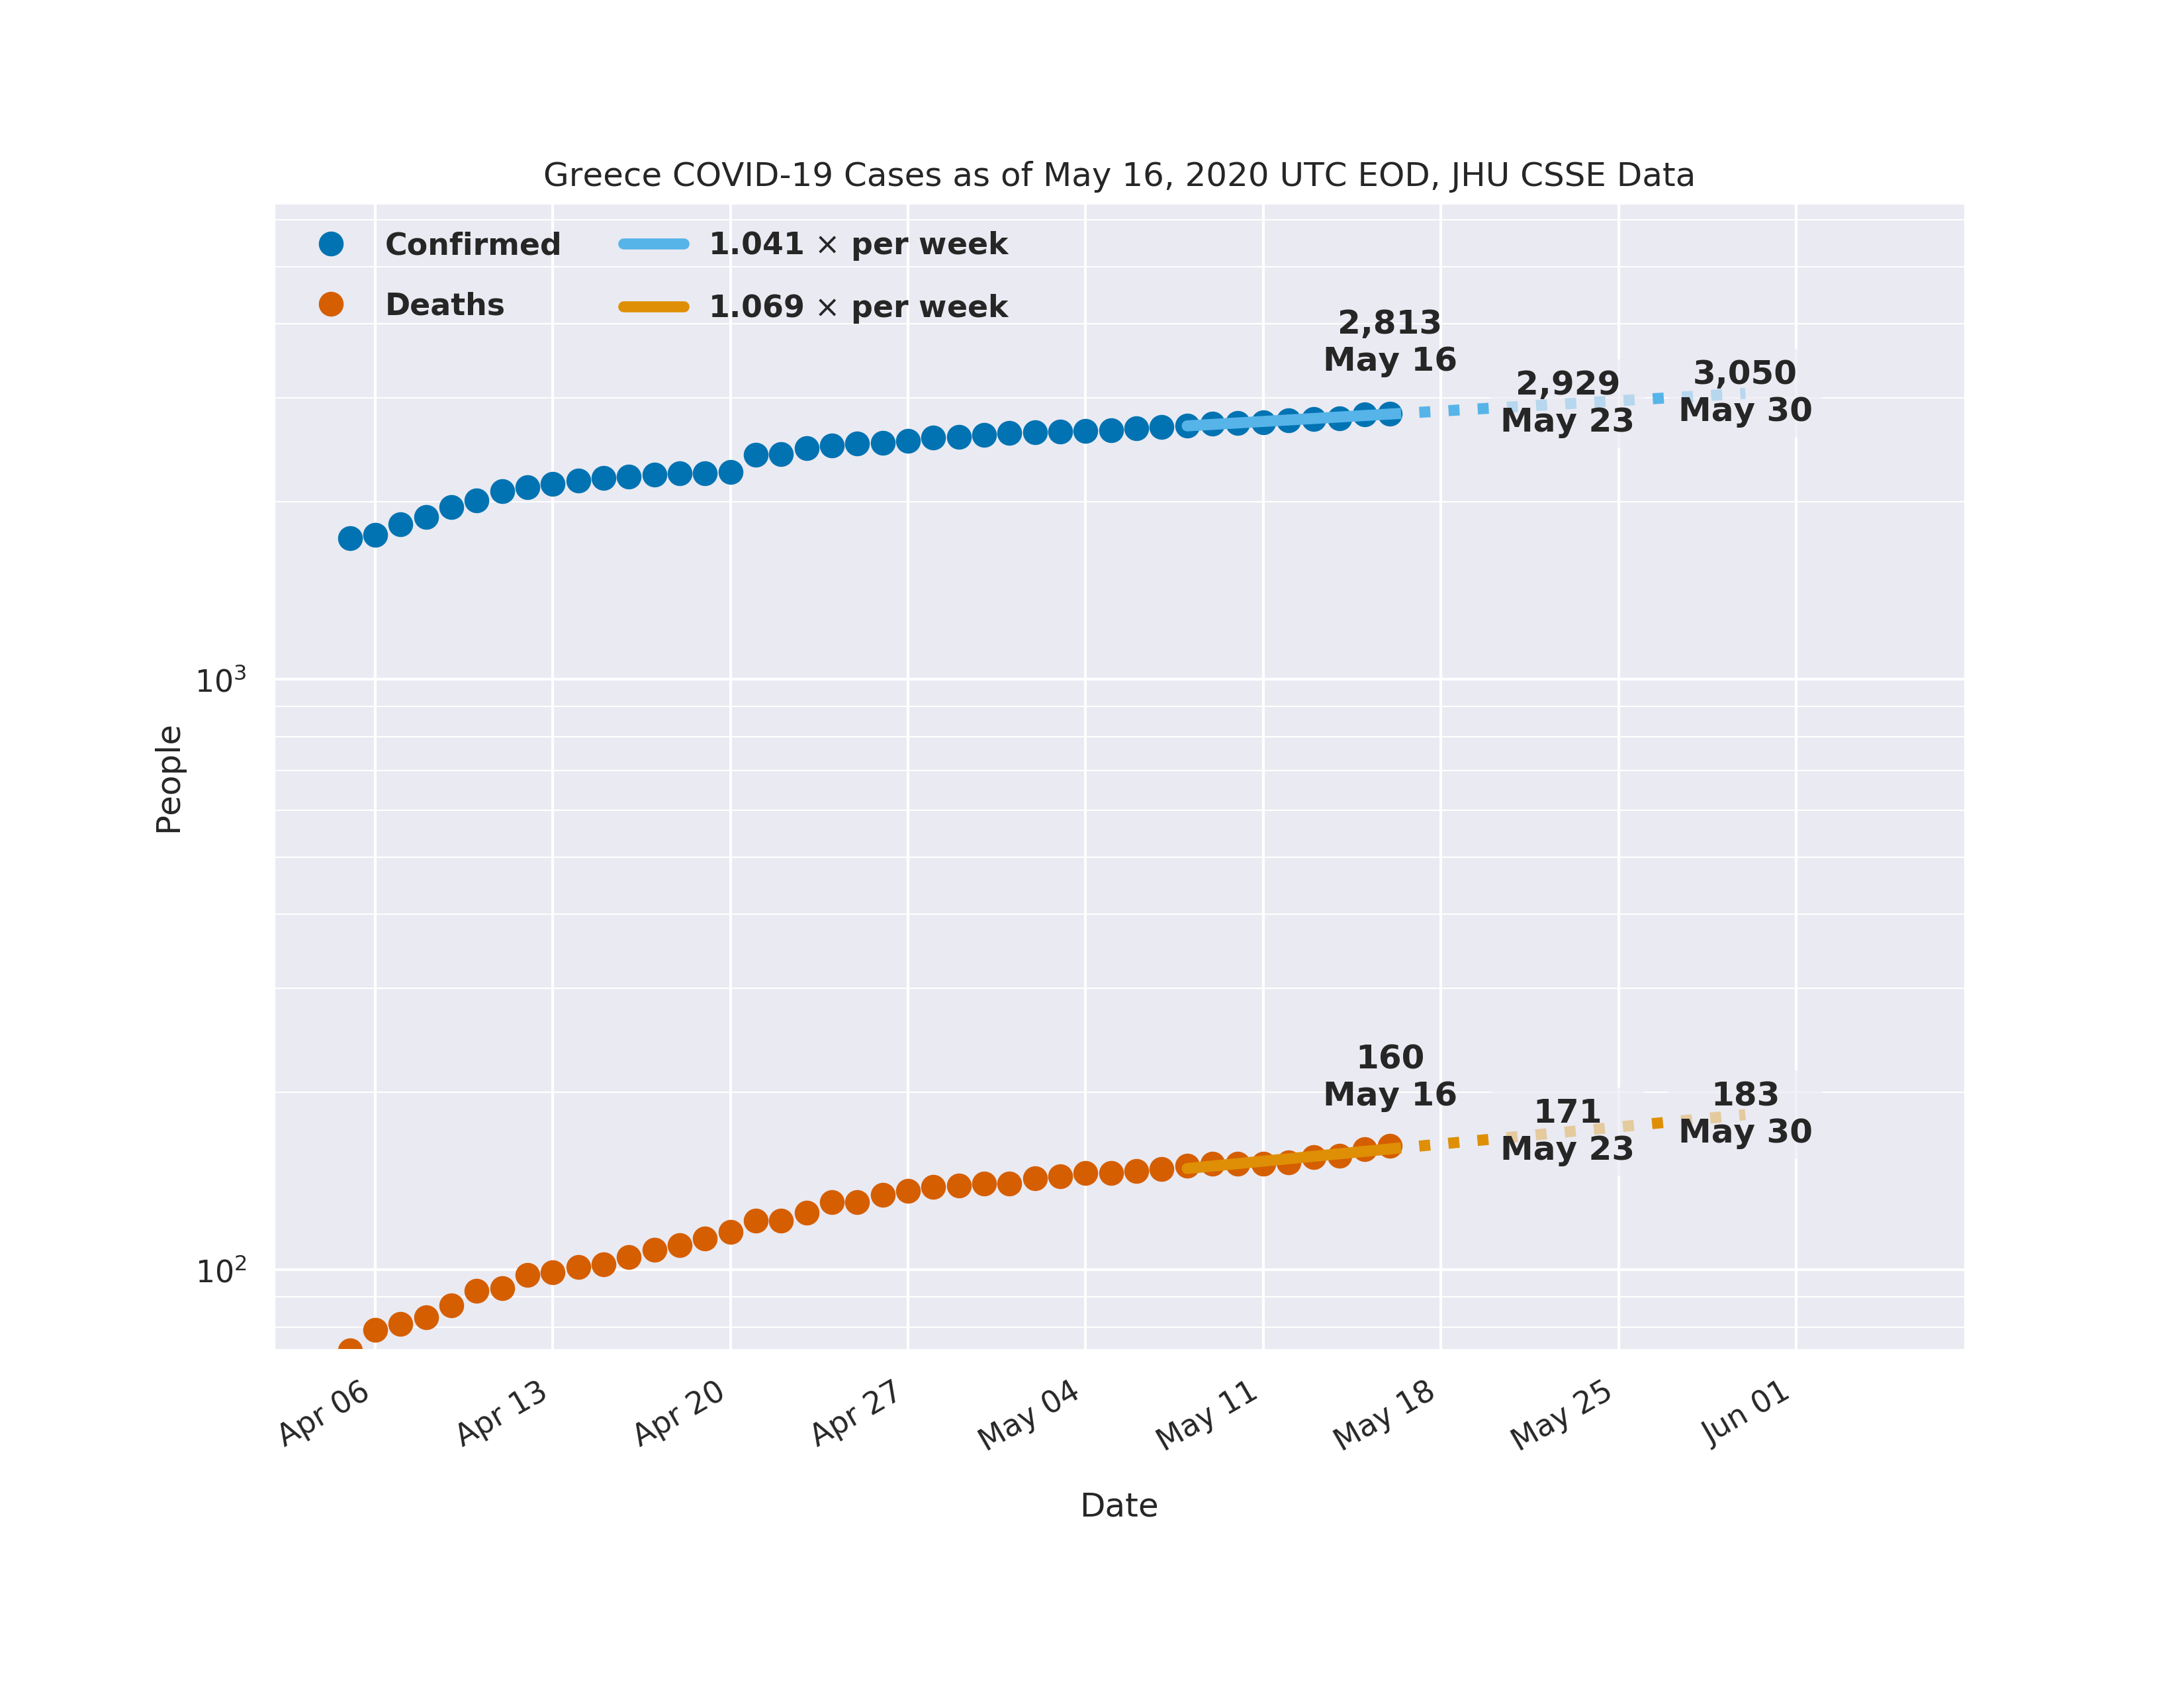 Greece COVID-19 Cases as of May 16, 2020 UTC EOD, JHU CSSE Data
Confirmed
Deaths
1.041 × per week
1.069 × per week
2,813
May 16
2,929
May 23
3,050
May 30
160
May 16
171
May 23
183
May 30
People
10³
10²
Apr 06
Apr 13
Apr 20
Apr 27
May 04
May 11
May 18
May 25
Jun 01
Date